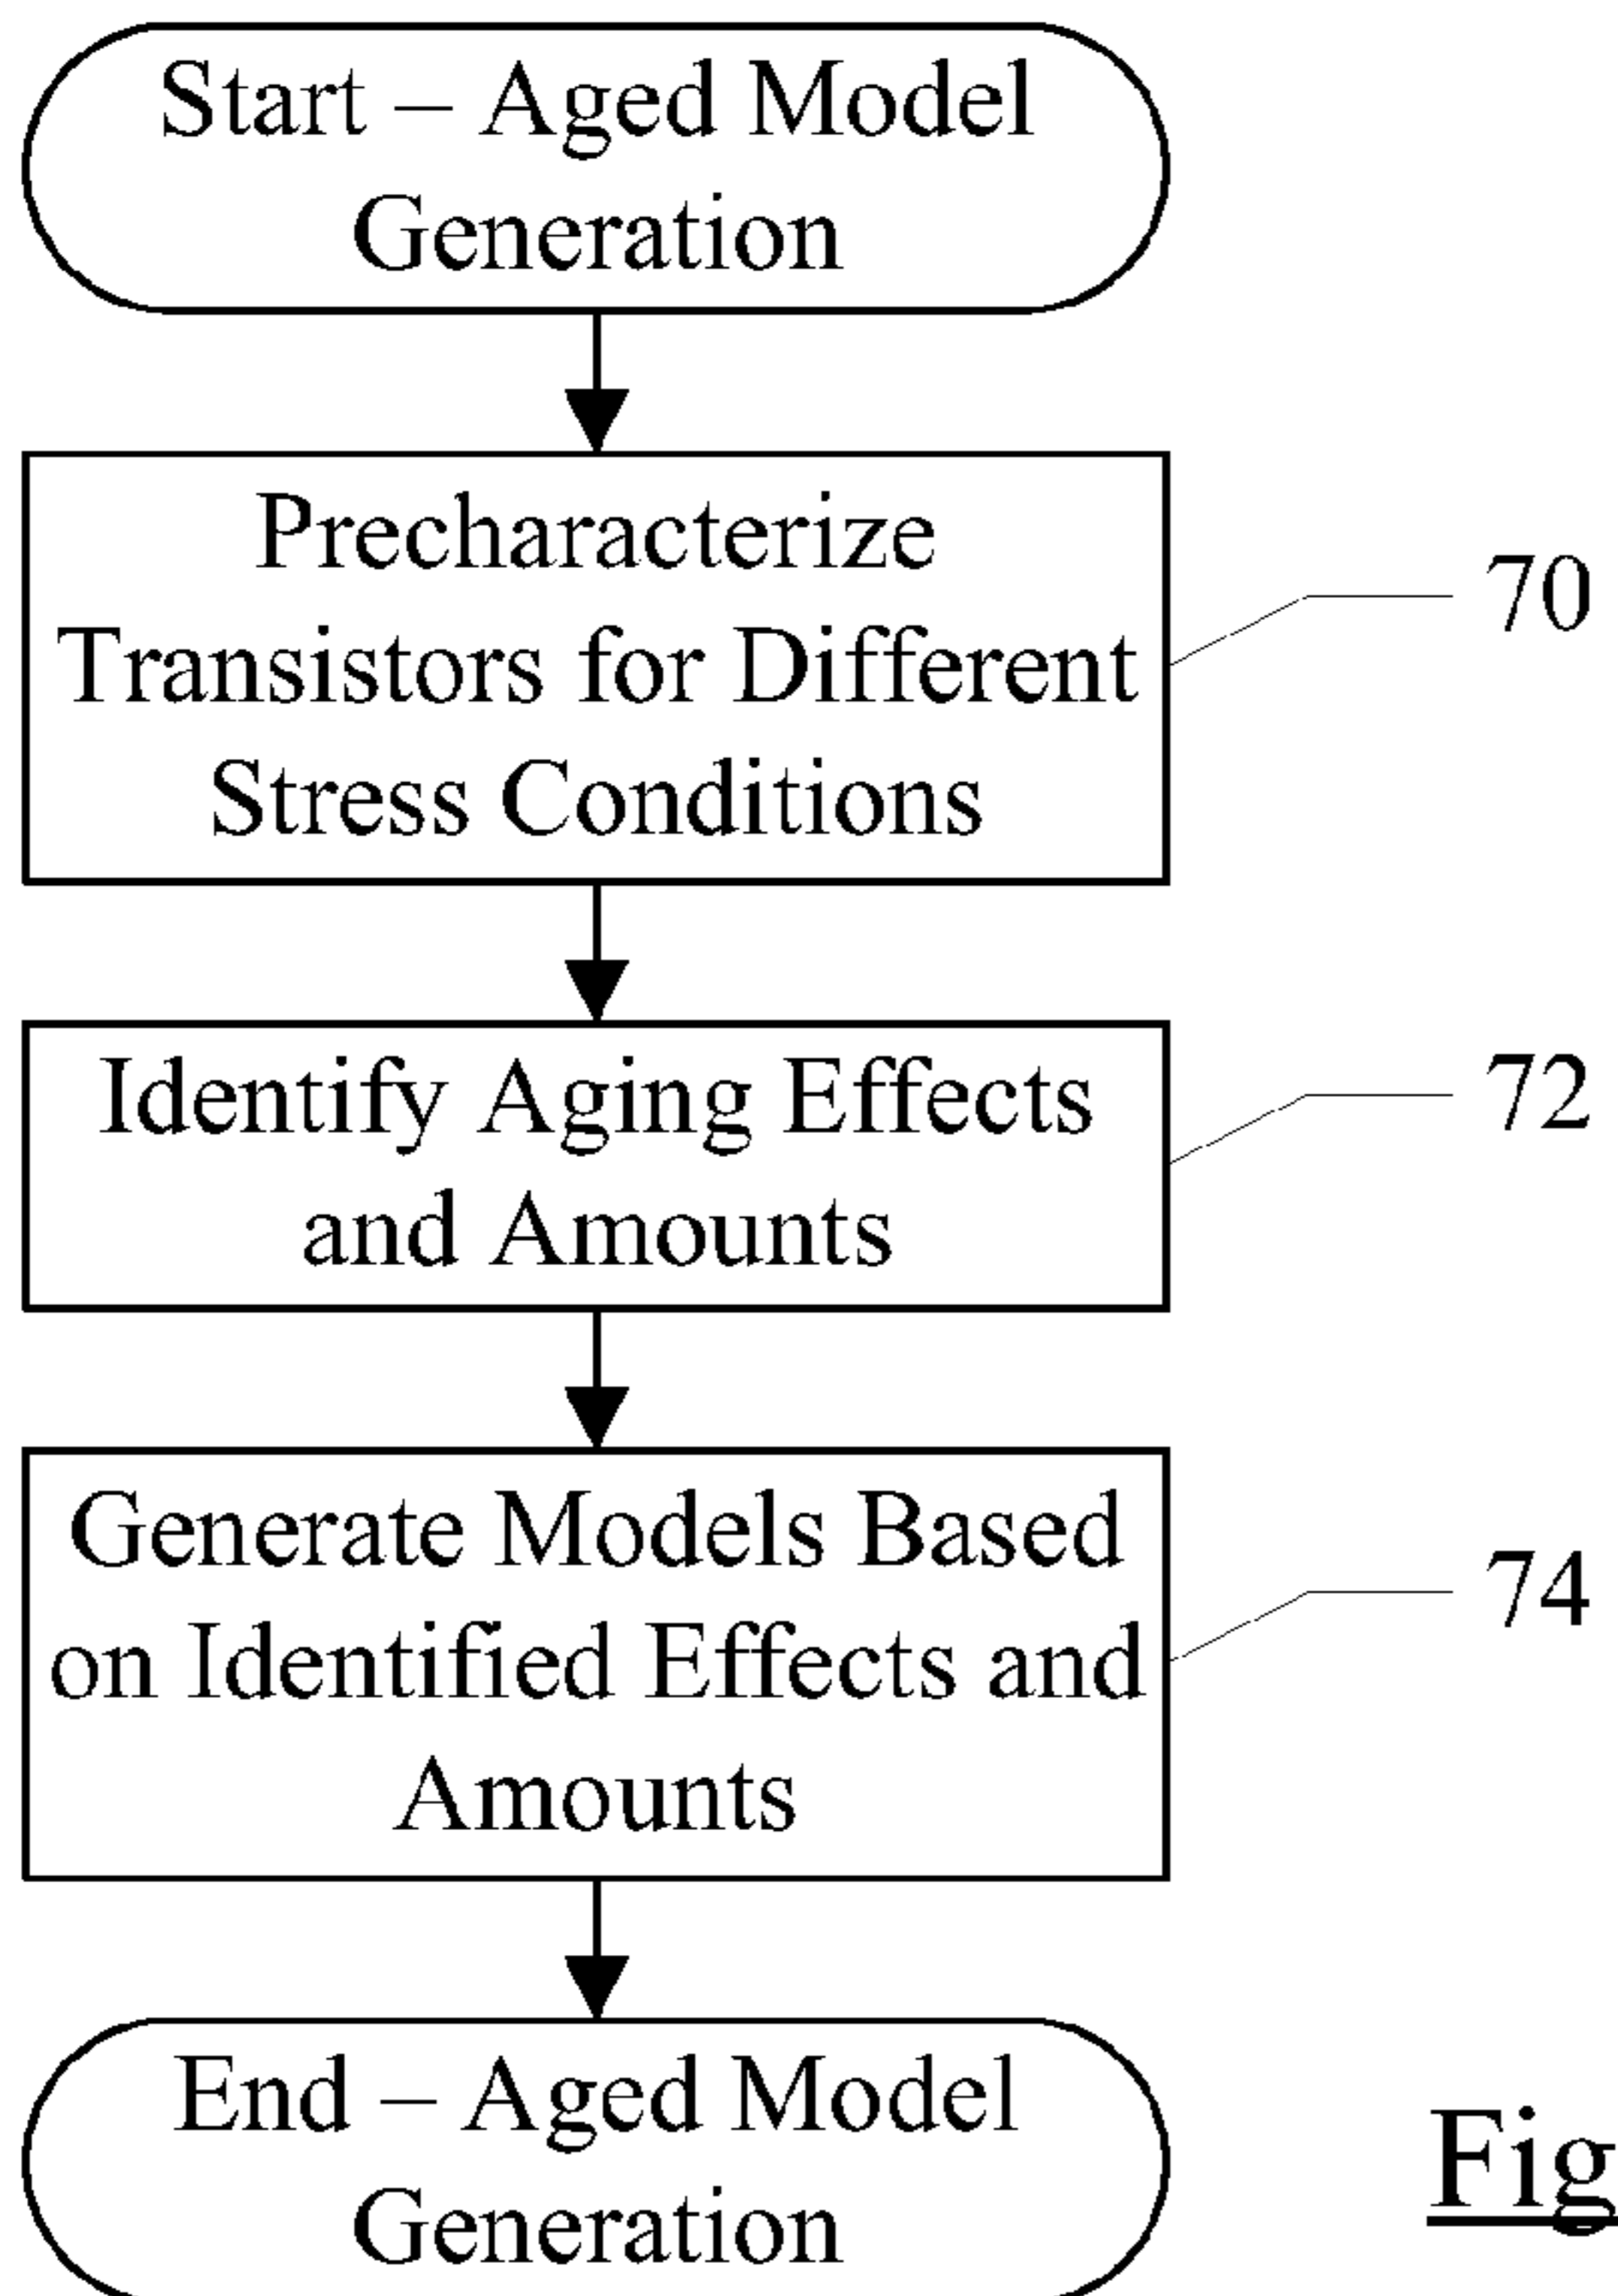 Start – Aged Model
Generation
Precharacterize
Transistors for Different
Stress Conditions
70
Identify Aging Effects
and Amounts
72
Generate Models Based
on Identified Effects and
Amounts
74
End – Aged Model
Generation
Fig